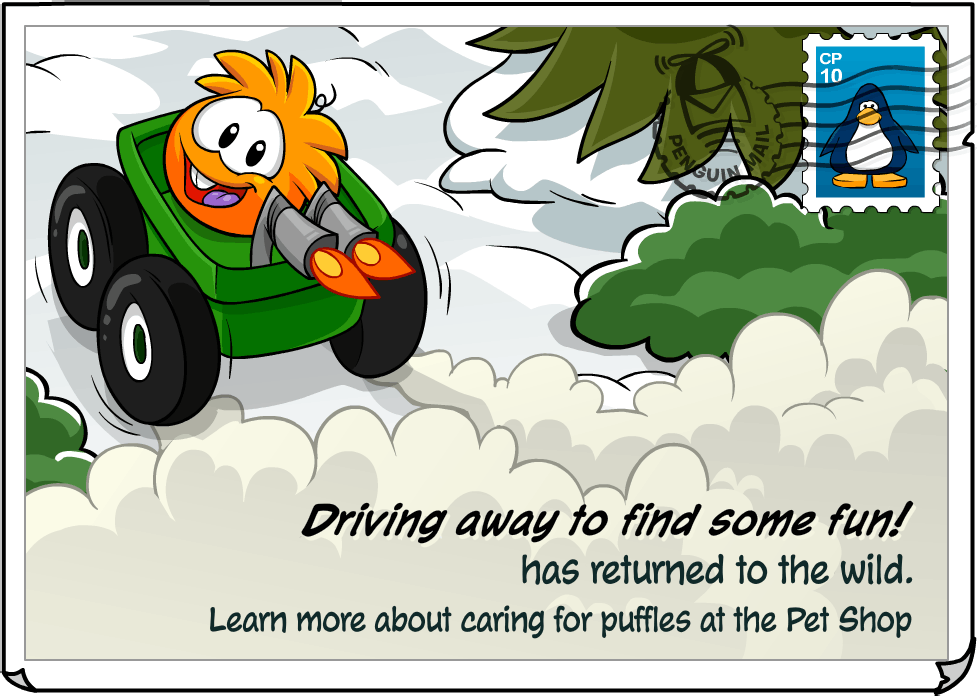 CP
10
PENGUIN MAIL
Driving away to find some fun!
has returned to the wild.
Learn more about caring for puffles at the Pet Shop